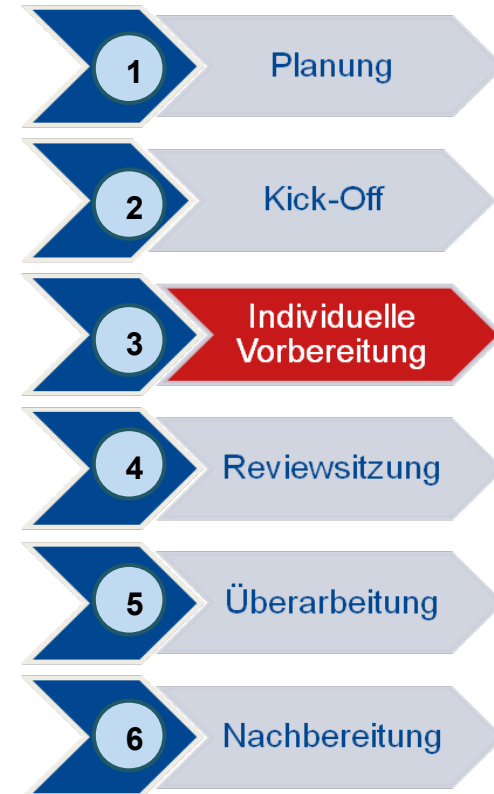 1 Planung
2 Kick-Off
3 Individuelle
Vorbereitung
4 Reviewsitzung
5 Überarbeitung
6 Nachbereitung